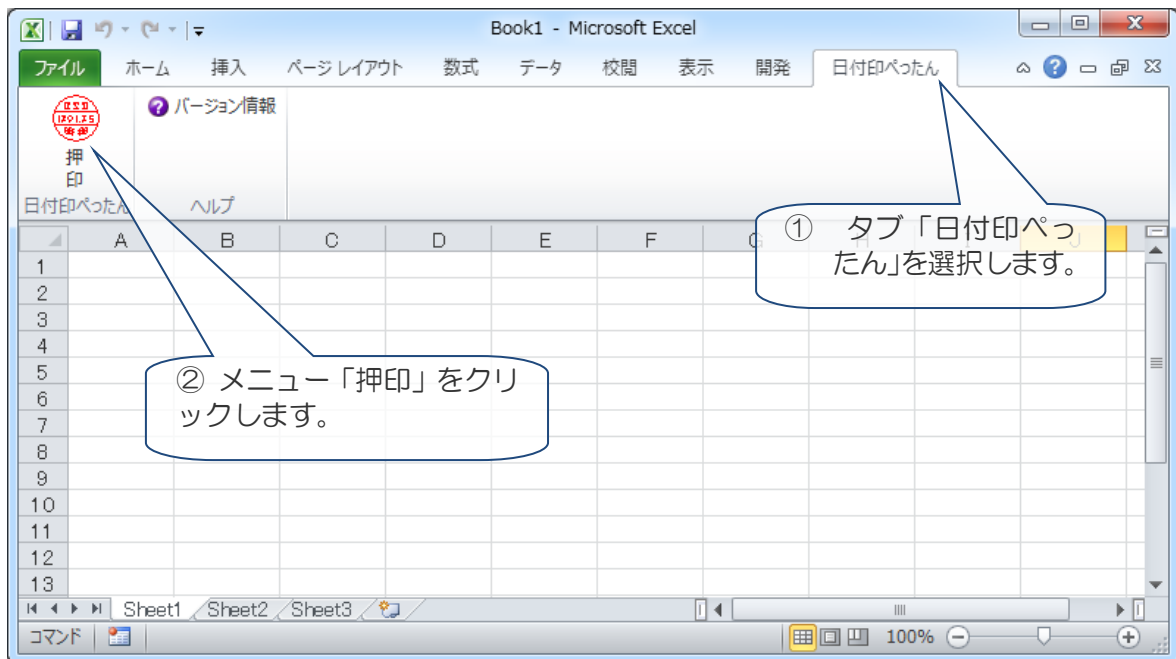 Book1 - Microsoft Excel
ファイル ホーム 挿入 ページ レイアウト 数式 データ 校閲 表示 開発 日付印ぺったん
バージョン情報
押
印
日付印ぺったん ヘルプ
① タブ「日付印ぺっ
たん」を選択します。
A B C D E F G H I J
1
2
3
4
5
6
7
8
9
10
11
12
13
② メニュー「押印」をクリ
ックします。
Sheet1 Sheet2 Sheet3
コマンド 100%